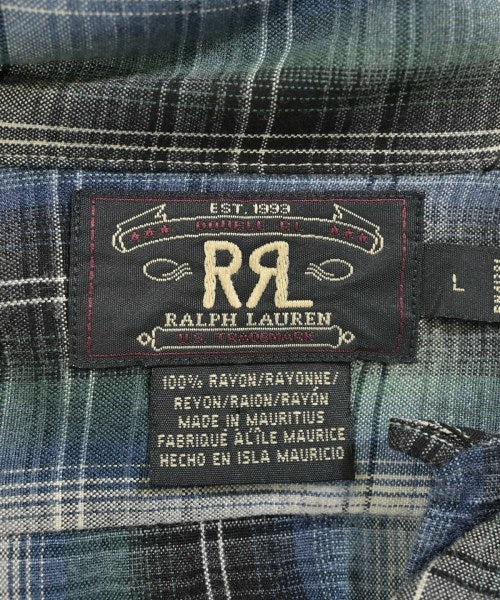 EST. 1993
DOUBLE RL
RRL
RALPH LAUREN
U.S. TRADEMARK
L
100% RAYON/RAYONNE/
REYON/RAION/RAYÓN
MADE IN MAURITIUS
FABRIQUÉ À L'ÎLE MAURICE
HECHO EN ISLA MAURICIO